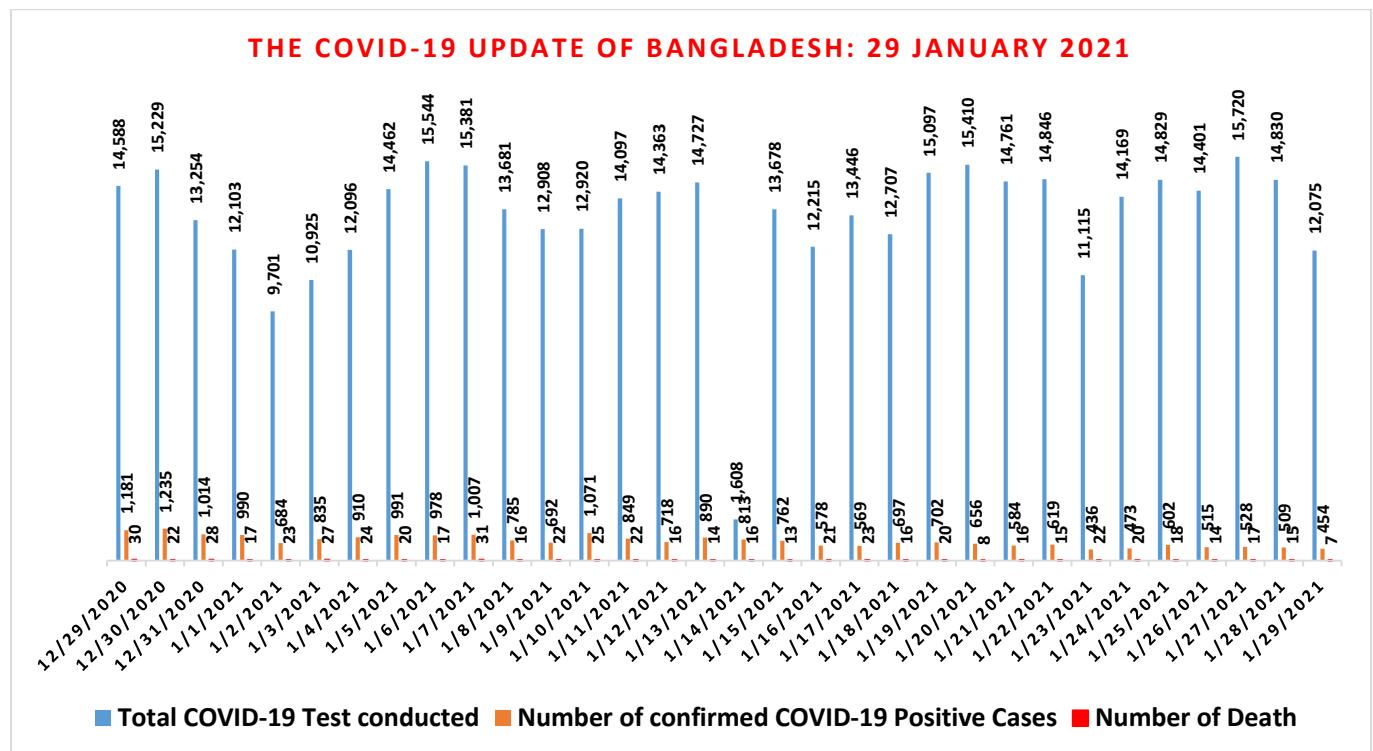 THE COVID-19 UPDATE OF BANGLADESH: 29 JANUARY 2021
14,588 15,229 13,254 12,103 9,701 10,925 12,096 14,462 15,544 15,381 13,681 12,908 12,920 14,097 14,363 14,727 1,608 13,678 12,215 13,446 12,707 15,097 15,410 14,761 14,846 11,115 14,169 14,829 14,401 15,720 14,830 12,075
1,181 1,235 1,014 990 684 835 910 991 978 1,007 785 692 1,071 849 718 890 813 762 578 569 697 702 656 584 619 436 473 602 515 528 509 454
30 22 28 17 23 27 24 20 17 31 16 22 25 22 16 14 16 13 21 23 16 20 8 16 15 22 20 18 14 17 15 7
12/29/2020 12/30/2020 12/31/2020 1/1/2021 1/2/2021 1/3/2021 1/4/2021 1/5/2021 1/6/2021 1/7/2021 1/8/2021 1/9/2021 1/10/2021 1/11/2021 1/12/2021 1/13/2021 1/14/2021 1/15/2021 1/16/2021 1/17/2021 1/18/2021 1/19/2021 1/20/2021 1/21/2021 1/22/2021 1/23/2021 1/24/2021 1/25/2021 1/26/2021 1/27/2021 1/28/2021 1/29/2021
Total COVID-19 Test conducted Number of confirmed COVID-19 Positive Cases Number of Death